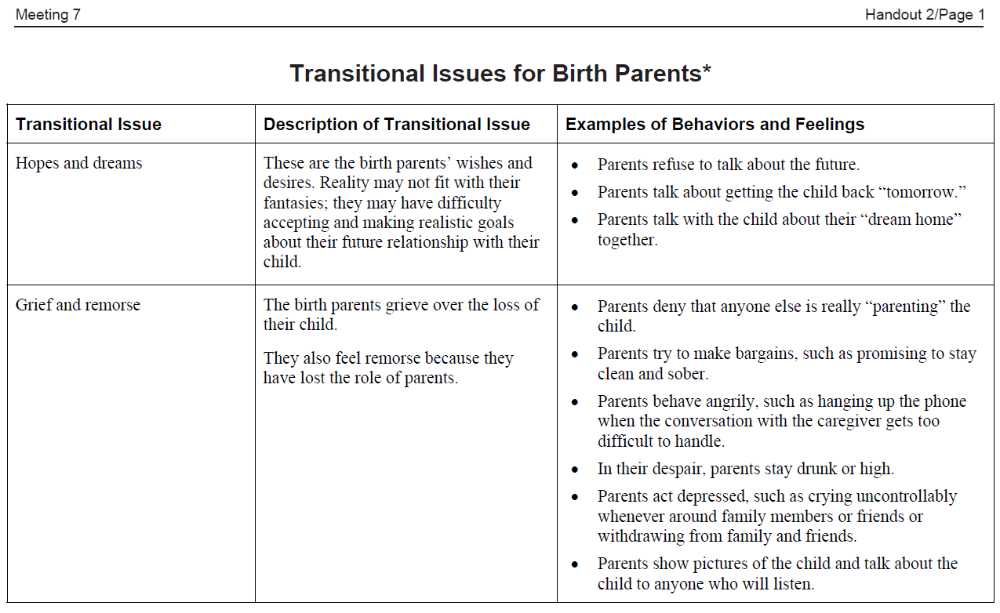 Meeting 7
Handout 2/Page 1
Transitional Issues for Birth Parents*
Transitional Issue
Description of Transitional Issue
Examples of Behaviors and Feelings
Hopes and dreams
These are the birth parents’ wishes and
desires. Reality may not fit with their
fantasies; they may have difficulty
accepting and making realistic goals
about their future relationship with their
child.
• Parents refuse to talk about the future.
• Parents talk about getting the child back “tomorrow.”
• Parents talk with the child about their “dream home”
together.
Grief and remorse
The birth parents grieve over the loss of
their child.
They also feel remorse because they
have lost the role of parents.
• Parents deny that anyone else is really “parenting” the
child.
• Parents try to make bargains, such as promising to stay
clean and sober.
• Parents behave angrily, such as hanging up the phone
when the conversation with the caregiver gets too
difficult to handle.
• In their despair, parents stay drunk or high.
• Parents act depressed, such as crying uncontrollably
whenever around family members or friends or
withdrawing from family and friends.
• Parents show pictures of the child and talk about the
child to anyone who will listen.